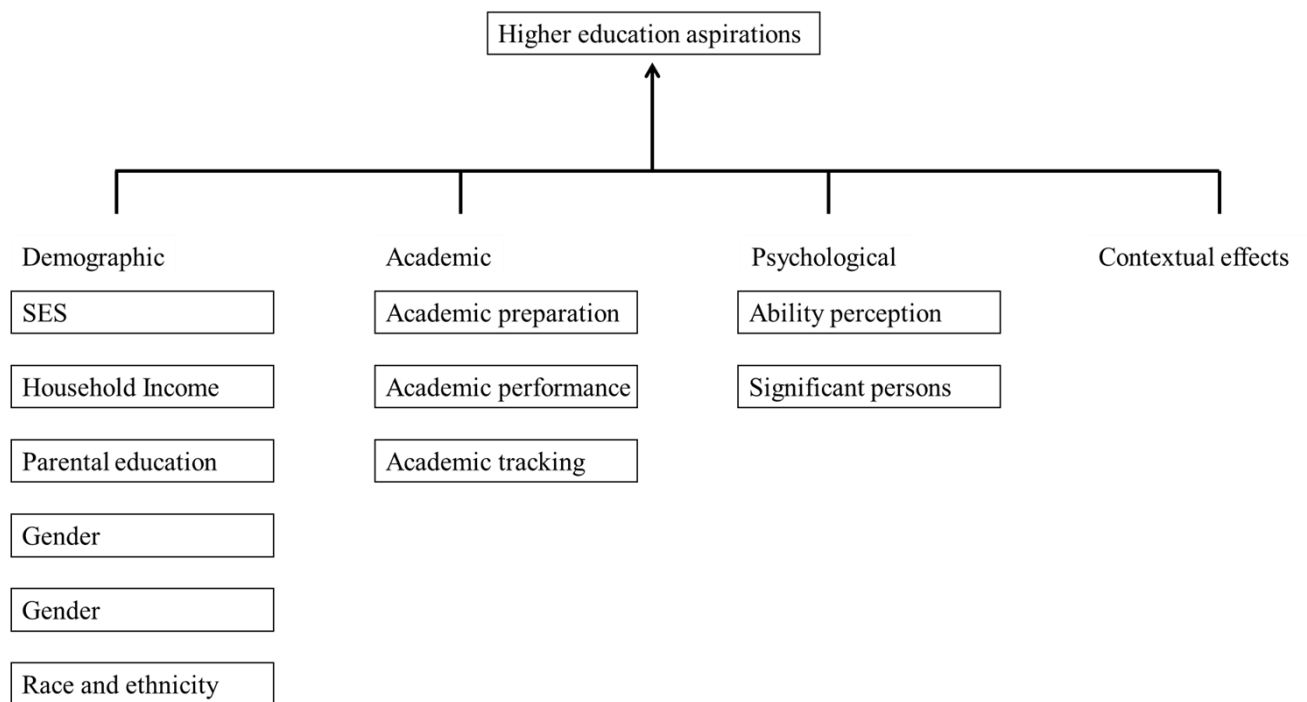 Higher education aspirations
Demographic
SES
Household Income
Parental education
Gender
Gender
Race and ethnicity
Academic
Academic preparation
Academic performance
Academic tracking
Psychological
Ability perception
Significant persons
Contextual effects